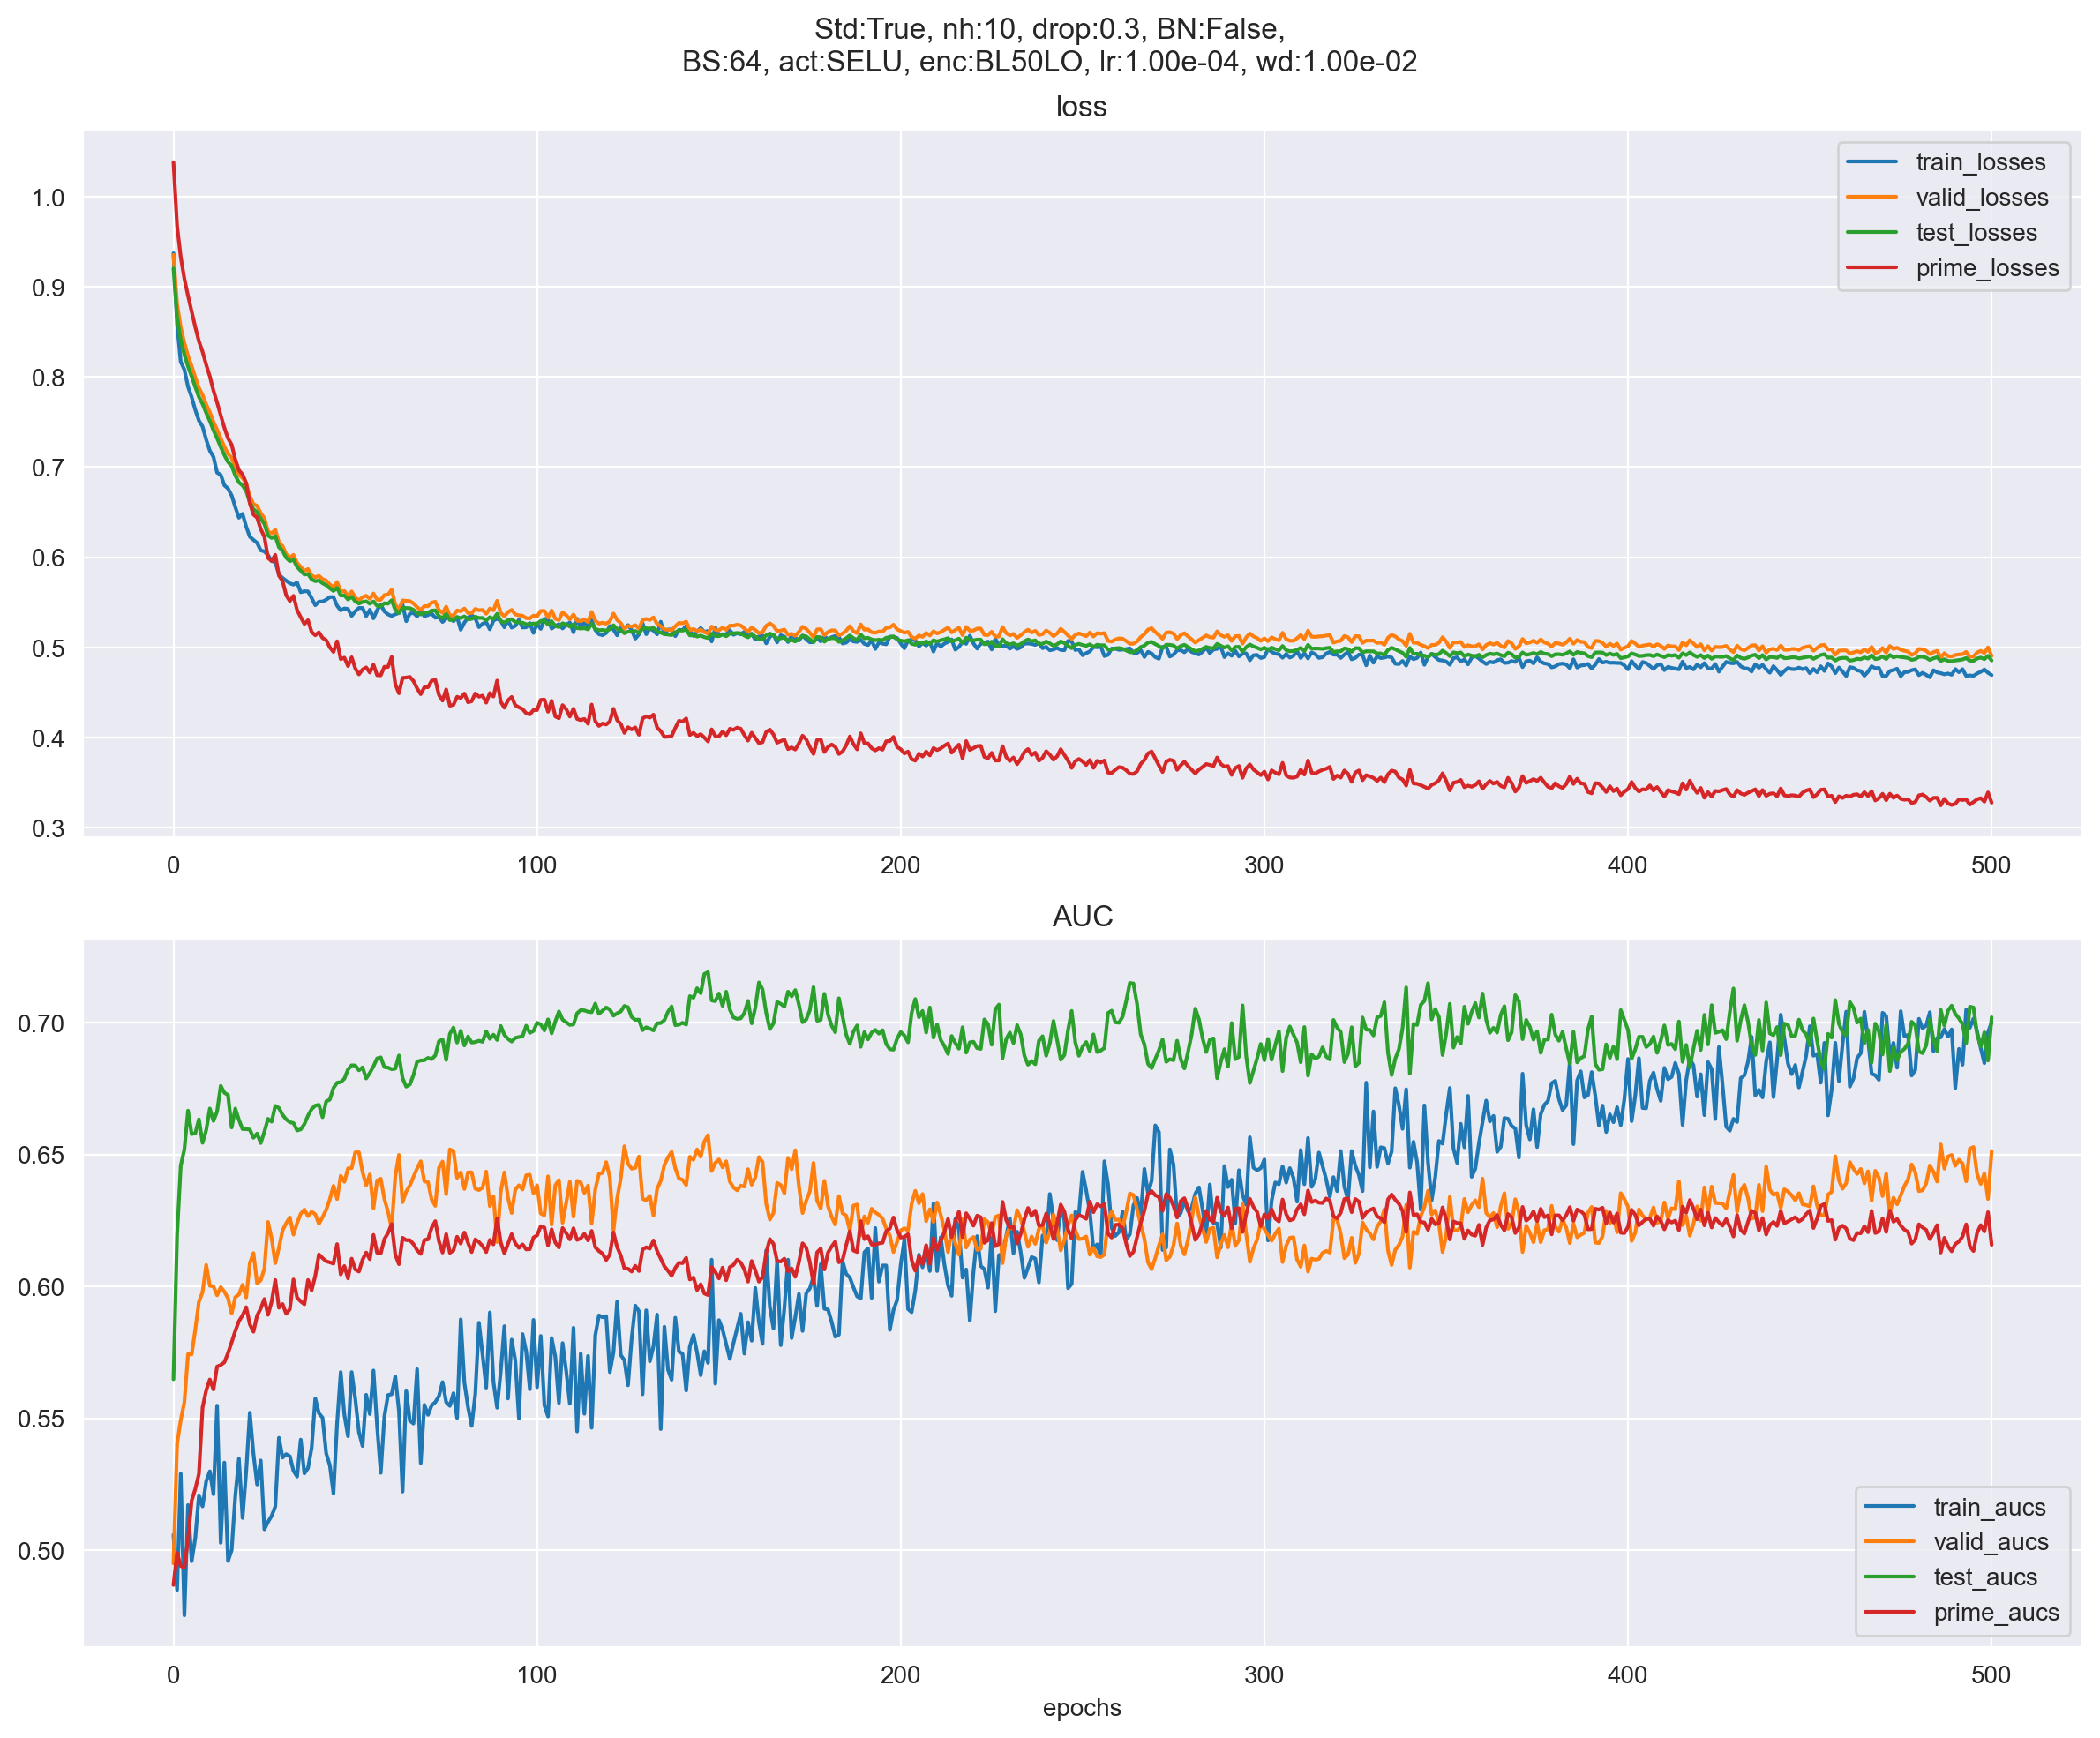 Std:True, nh:10, drop:0.3, BN:False,
BS:64, act:SELU, enc:BL50LO, lr:1.00e-04, wd:1.00e-02
loss
train_losses
valid_losses
test_losses
prime_losses
1.0
0.9
0.8
0.7
0.6
0.5
0.4
0.3
0 100 200 300 400 500
AUC
0.70
0.65
0.60
0.55
0.50
train_aucs
valid_aucs
test_aucs
prime_aucs
0 100 200 300 400 500
epochs